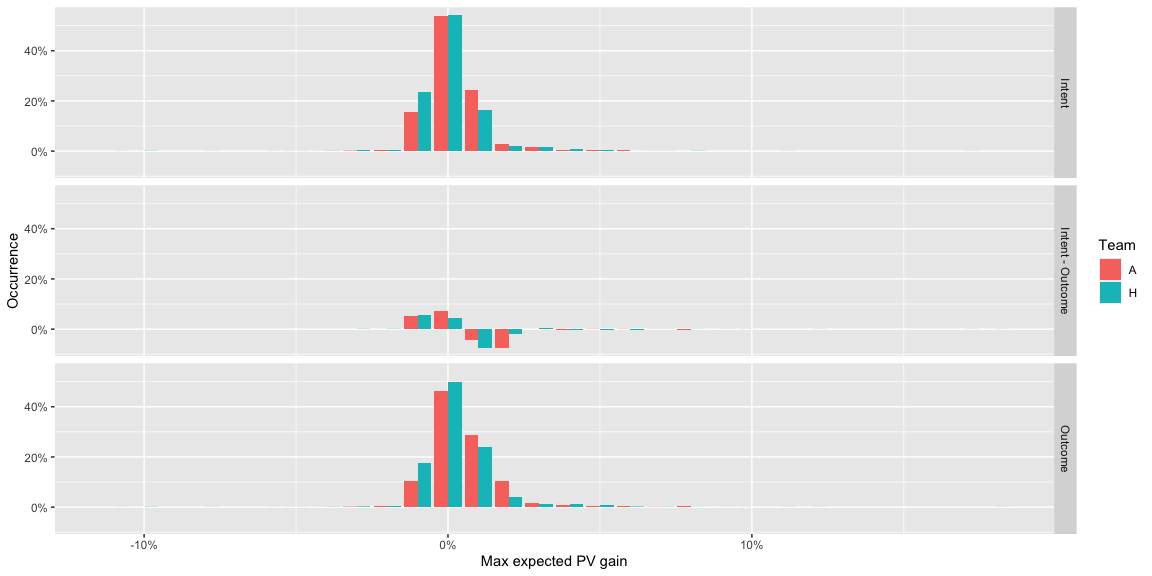 40%
20%
0%
Intent
40%
20%
0%
Intent - Outcome
40%
20%
0%
Outcome
-10%
0%
10%
Max expected PV gain
Occurrence
Team
A
H